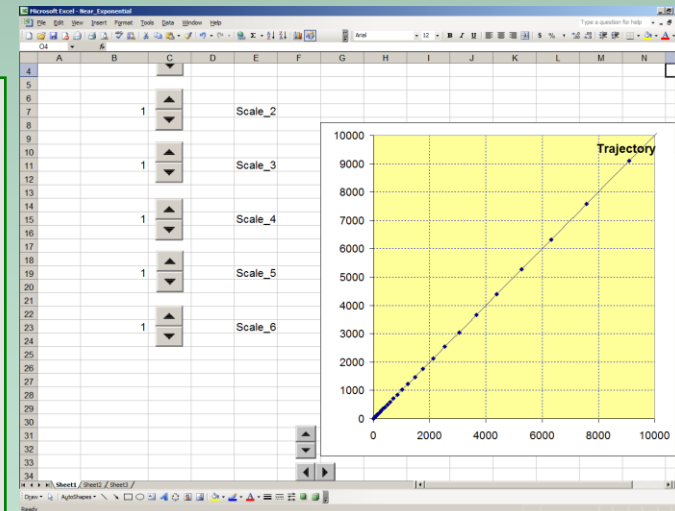 Microsoft Excel - Near_Exponential
File Edit View Insert Format Tools Data Window Help
Type a question for help
Arial 12 B I U $ % ,
O4 fx
A B C D E F G H I J K L M N
4
5
6
7 1 Scale_2
8
9
10
11 1 Scale_3
12
13
14
15 1 Scale_4
16
17
18
19 1 Scale_5
20
21
22
23 1 Scale_6
24
25
26
27
28
29
30
31
32
33
34
Trajectory
10000
9000
8000
7000
6000
5000
4000
3000
2000
1000
0
0 2000 4000 6000 8000 10000
Sheet1 / Sheet2 / Sheet3
Draw AutoShapes
Ready